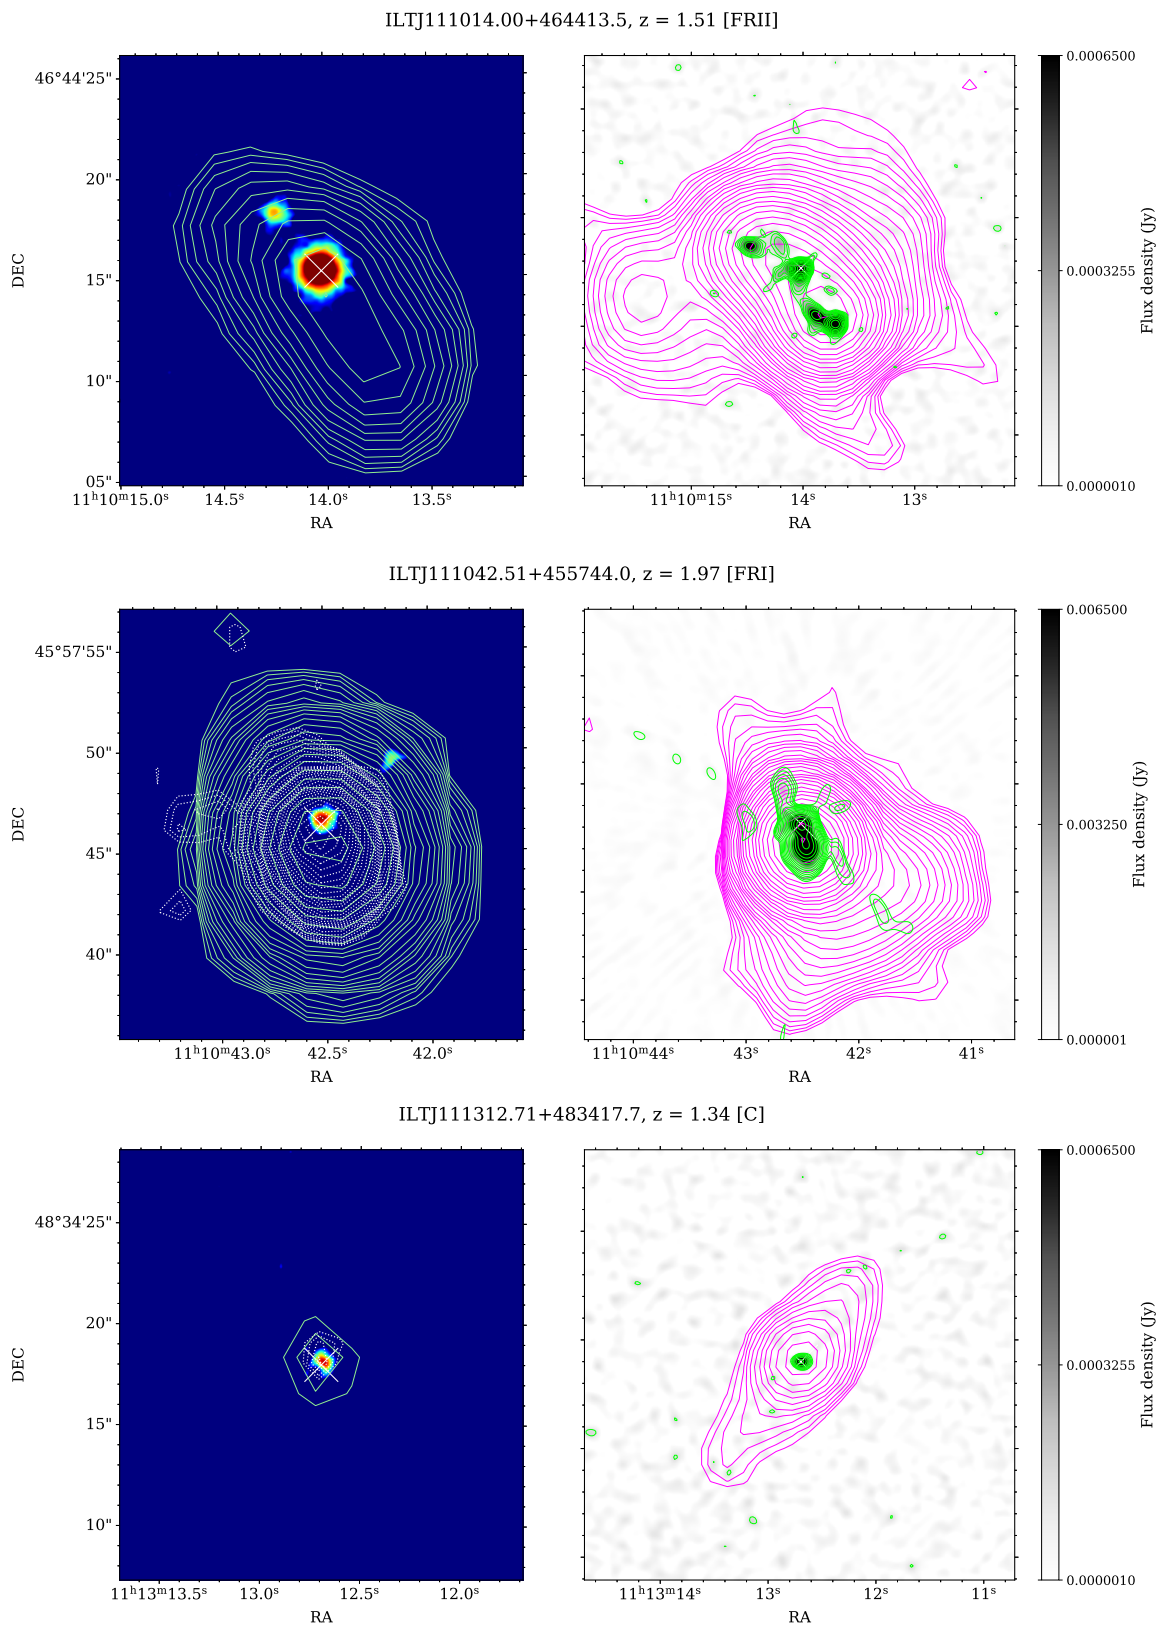 ILTJ111014.00+464413.5, z = 1.51 [FRII]
46°44'25"
20"
15"
10"
05"
DEC
11ʰ10ᵐ15.0ˢ 14.5ˢ 14.0ˢ 13.5ˢ
RA
11ʰ10ᵐ15ˢ 14ˢ 13ˢ
RA
0.0006500
0.0003255
0.0000010
Flux density (Jy)
ILTJ111042.51+455744.0, z = 1.97 [FRI]
45°57'55"
50"
45"
40"
DEC
11ʰ10ᵐ43.0ˢ 42.5ˢ 42.0ˢ
RA
11ʰ10ᵐ44ˢ 43ˢ 42ˢ 41ˢ
RA
0.006500
0.003250
0.000001
Flux density (Jy)
ILTJ111312.71+483417.7, z = 1.34 [C]
48°34'25"
20"
15"
10"
DEC
11ʰ13ᵐ13.5ˢ 13.0ˢ 12.5ˢ 12.0ˢ
RA
11ʰ13ᵐ14ˢ 13ˢ 12ˢ 11ˢ
RA
0.0006500
0.0003255
0.0000010
Flux density (Jy)